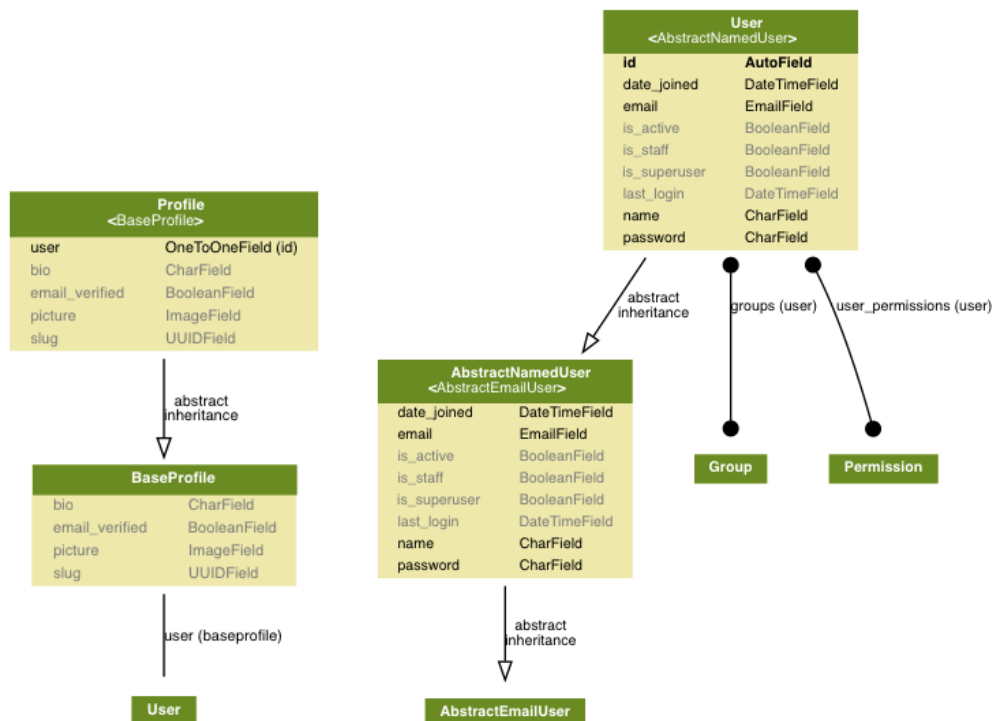 User
<AbstractNamedUser>
id AutoField
date_joined DateTimeField
email EmailField
is_active BooleanField
is_staff BooleanField
is_superuser BooleanField
last_login DateTimeField
name CharField
password CharField
Profile
<BaseProfile>
user OneToOneField (id)
bio CharField
email_verified BooleanField
picture ImageField
slug UUIDField
abstract
inheritance
groups (user)
user_permissions (user)
AbstractNamedUser
<AbstractEmailUser>
date_joined DateTimeField
email EmailField
is_active BooleanField
is_staff BooleanField
is_superuser BooleanField
last_login DateTimeField
name CharField
password CharField
abstract
inheritance
Group
Permission
BaseProfile
bio CharField
email_verified BooleanField
picture ImageField
slug UUIDField
user (baseprofile)
abstract
inheritance
User
AbstractEmailUser